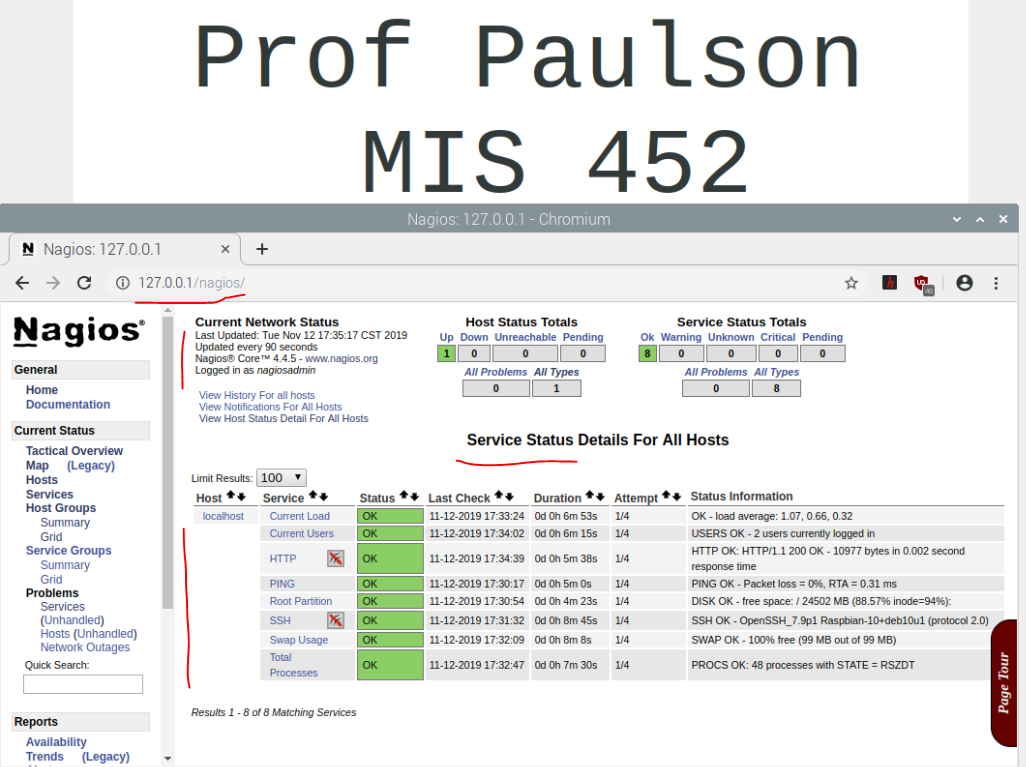 Prof Paulson
MIS 452
Nagios: 127.0.0.1 - Chromium
Nagios: 127.0.0.1
127.0.0.1/nagios/
46
Nagios®
General
Home
Documentation
Current Status
Tactical Overview
Map (Legacy)
Hosts
Services
Host Groups
Summary
Grid
Service Groups
Summary
Grid
Problems
Services
(Unhandled)
Hosts (Unhandled)
Network Outages
Quick Search:
Reports
Availability
Trends (Legacy)
Current Network Status
Last Updated: Tue Nov 12 17:35:17 CST 2019
Updated every 90 seconds
Nagios® Core™ 4.4.5 - www.nagios.org
Logged in as nagiosadmin
View History For all hosts
View Notifications For All Hosts
View Host Status Detail For All Hosts
Host Status Totals
Up Down Unreachable Pending
1 0 0 0
All Problems All Types
0 1
Service Status Totals
Ok Warning Unknown Critical Pending
8 0 0 0 0
All Problems All Types
0 8
Service Status Details For All Hosts
Limit Results: 100
Host Service Status Last Check Duration Attempt Status Information
localhost Current Load OK 11-12-2019 17:33:24 0d 0h 6m 53s 1/4 OK - load average: 1.07, 0.66, 0.32
Current Users OK 11-12-2019 17:34:02 0d 0h 6m 15s 1/4 USERS OK - 2 users currently logged in
HTTP OK 11-12-2019 17:34:39 0d 0h 5m 38s 1/4 HTTP OK: HTTP/1.1 200 OK - 10977 bytes in 0.002 second
response time
PING OK 11-12-2019 17:30:17 0d 0h 5m 0s 1/4 PING OK - Packet loss = 0%, RTA = 0.31 ms
Root Partition OK 11-12-2019 17:30:54 0d 0h 4m 23s 1/4 DISK OK - free space: / 24502 MB (88.57% inode=94%):
SSH OK 11-12-2019 17:31:32 0d 0h 8m 45s 1/4 SSH OK - OpenSSH_7.9p1 Raspbian-10+deb10u1 (protocol 2.0)
Swap Usage OK 11-12-2019 17:32:09 0d 0h 8m 8s 1/4 SWAP OK - 100% free (99 MB out of 99 MB)
Total
Processes OK 11-12-2019 17:32:47 0d 0h 7m 30s 1/4 PROCS OK: 48 processes with STATE = RSZDT
Results 1 - 8 of 8 Matching Services
Page Tour